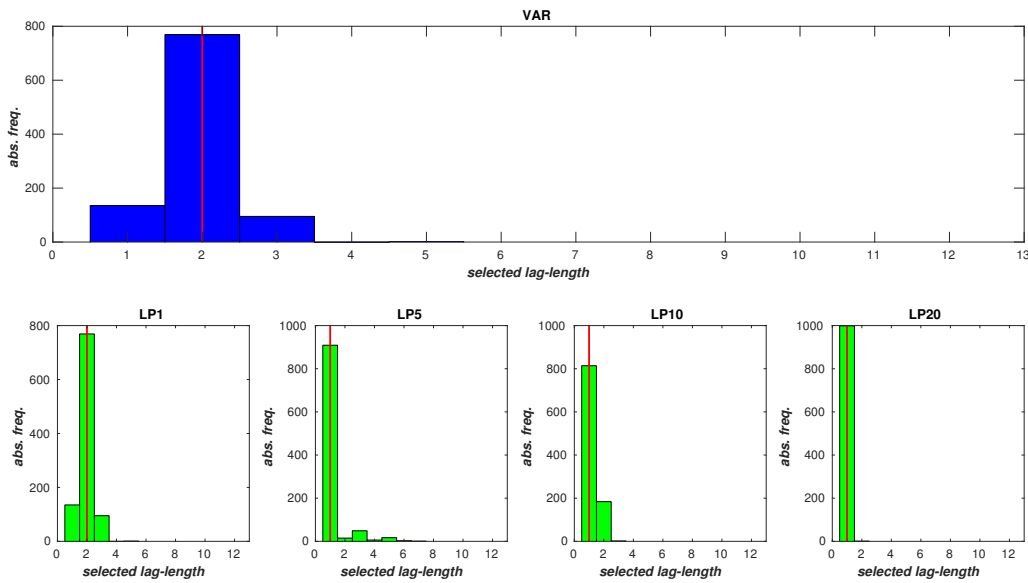 VAR
800
600
400
200
0
abs. freq.
0 1 2 3 4 5 6 7 8 9 10 11 12 13
selected lag-length
LP1 LP5 LP10 LP20
800 1000 1000 1000
600 800 800 800
400 600 600 600
200 400 400 400
0 200 200 200
0 0 0
abs. freq. abs. freq. abs. freq. abs. freq.
0 2 4 6 8 10 12 0 2 4 6 8 10 12 0 2 4 6 8 10 12 0 2 4 6 8 10 12
selected lag-length selected lag-length selected lag-length selected lag-length